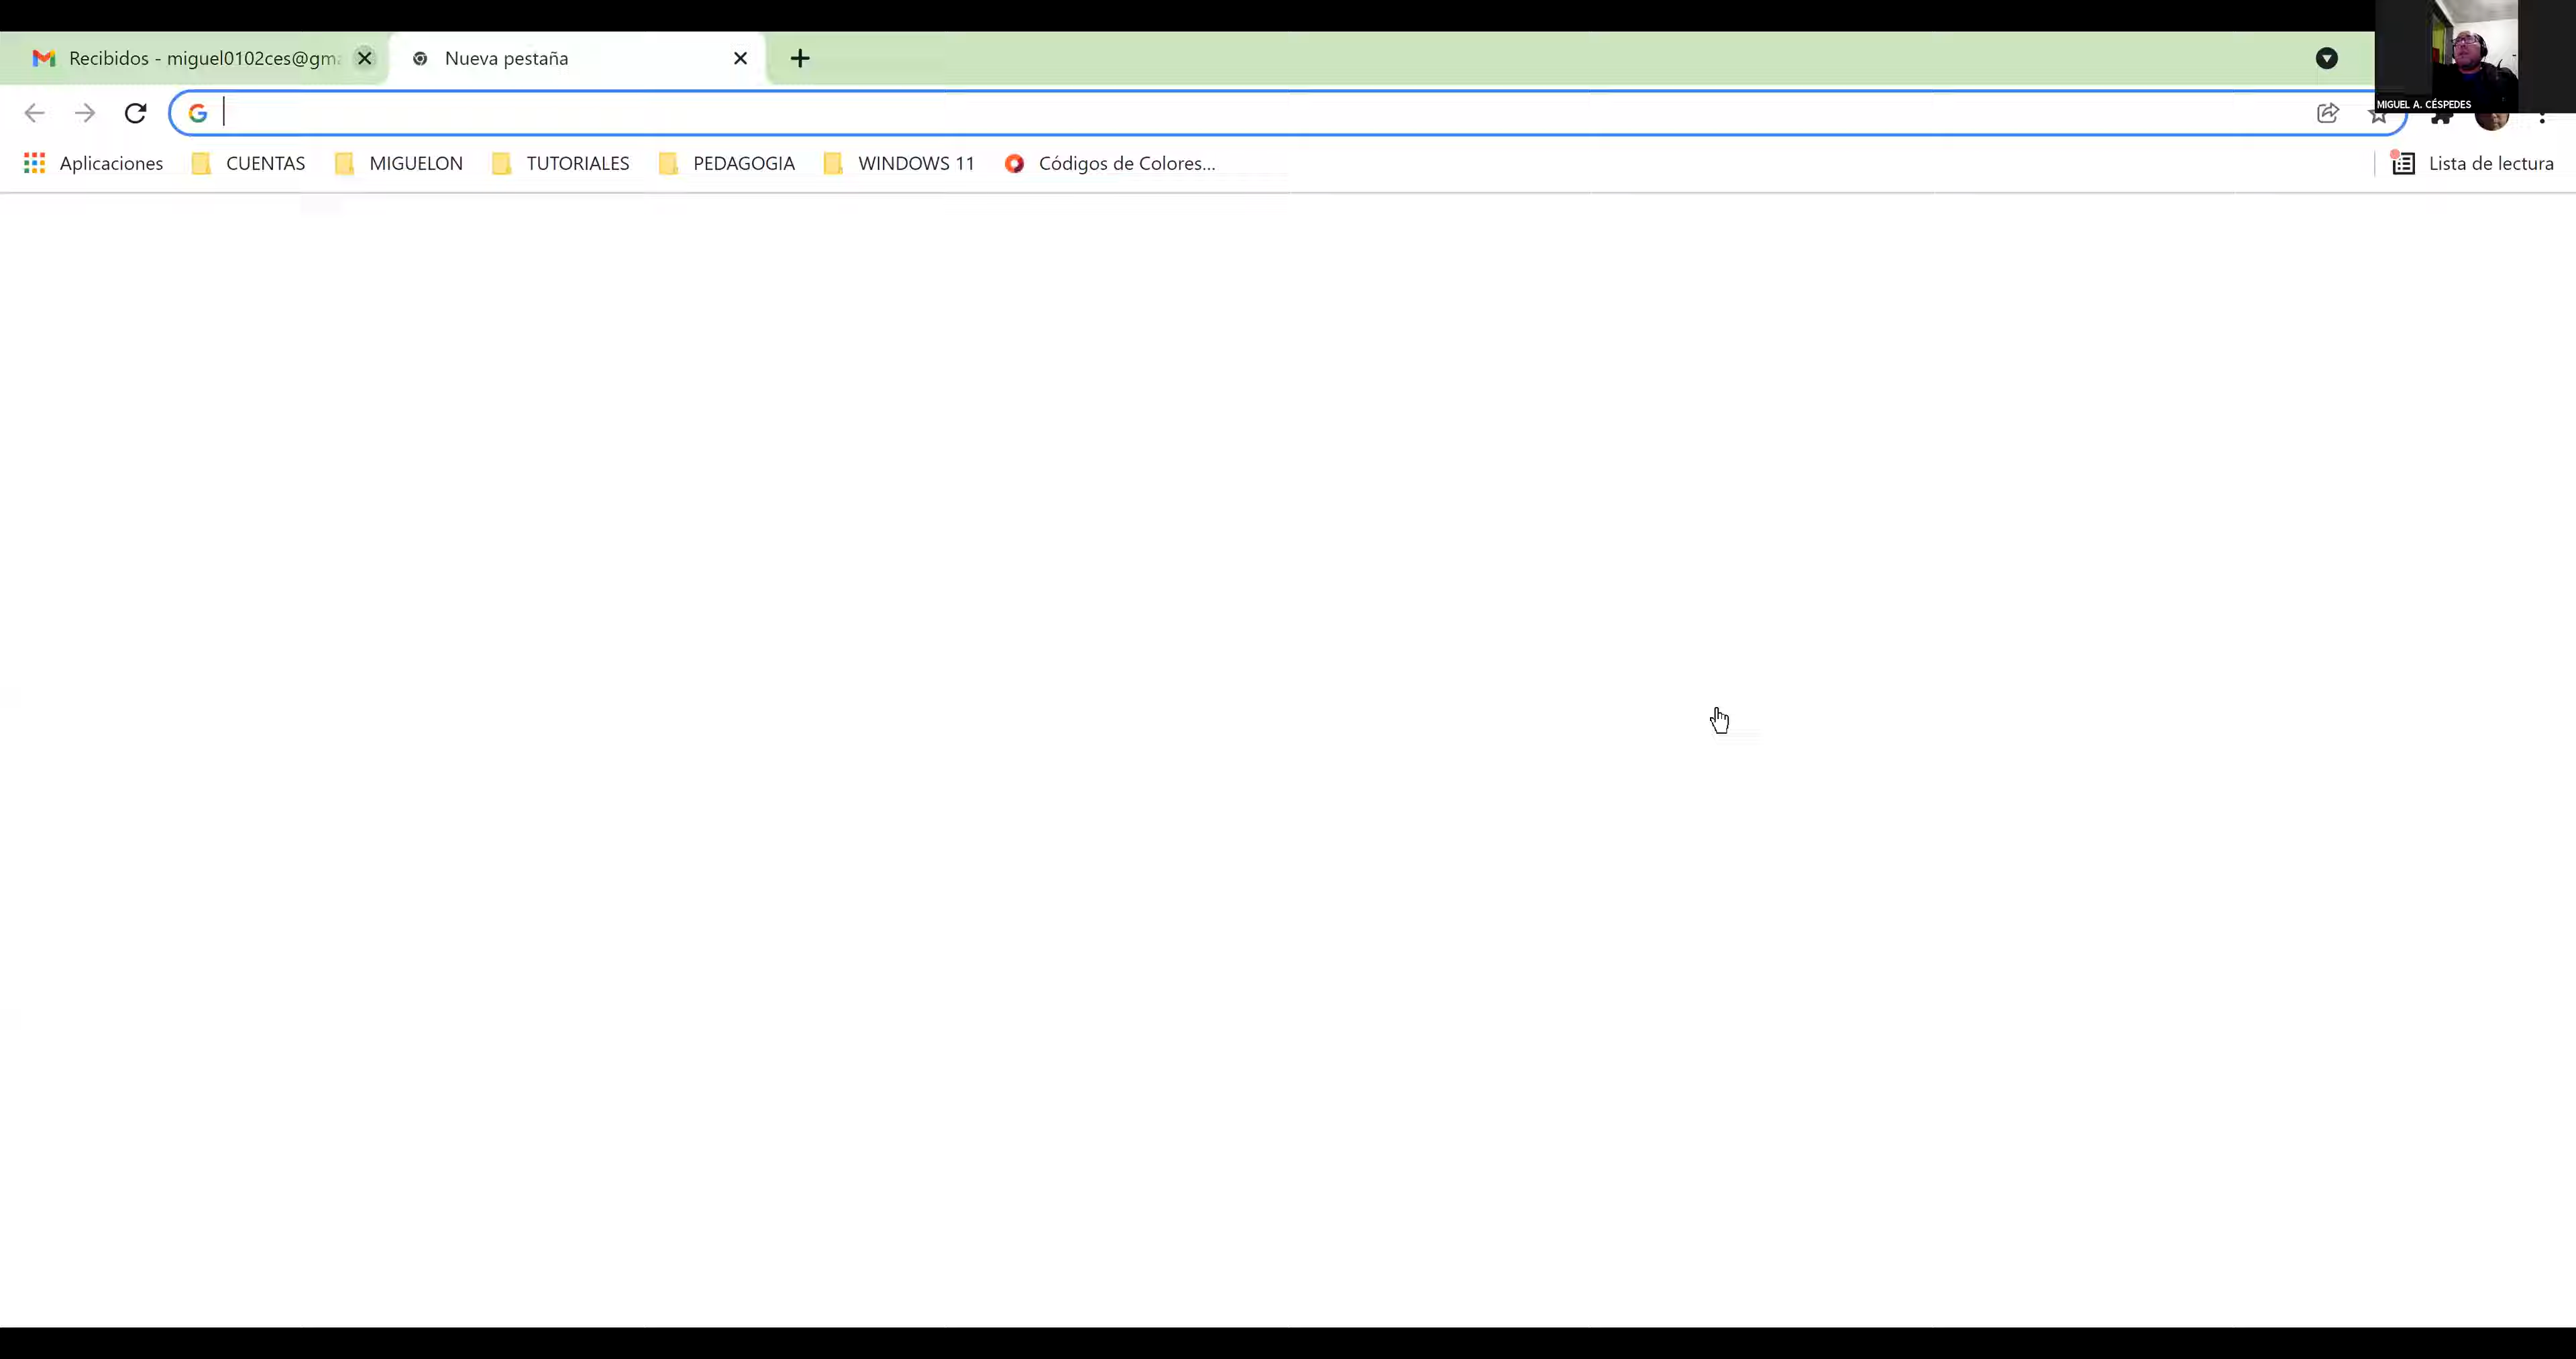 Recibidos - miguel0102ces@gma
Nueva pestaña
MIGUEL A. CÉSPEDES
Aplicaciones
CUENTAS
MIGUELON
TUTORIALES
PEDAGOGIA
WINDOWS 11
Códigos de Colores...
Lista de lectura